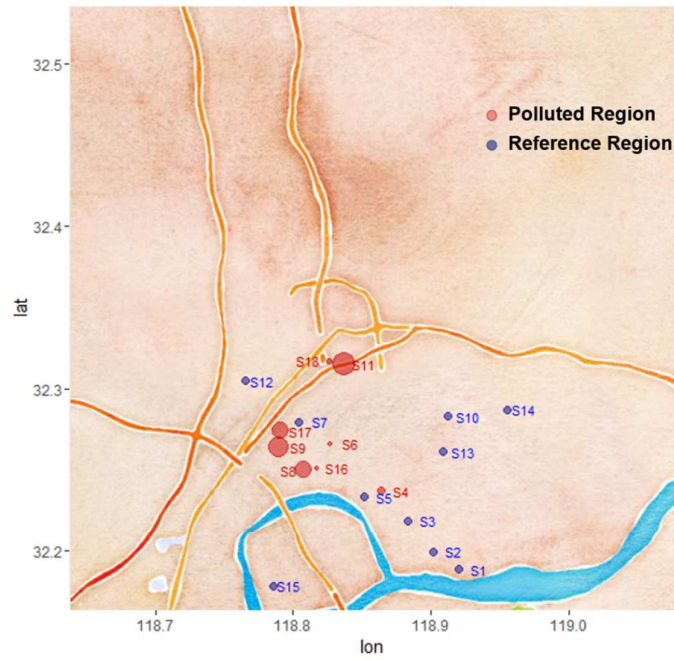 32.5
Polluted Region
Reference Region
32.4
lat
S18
S11
32.3
S12
S10
S14
S7
S17
S6
S9
S13
S8
S16
S4
S5
S3
32.2
S2
S1
S15
118.7
118.8
118.9
119.0
lon